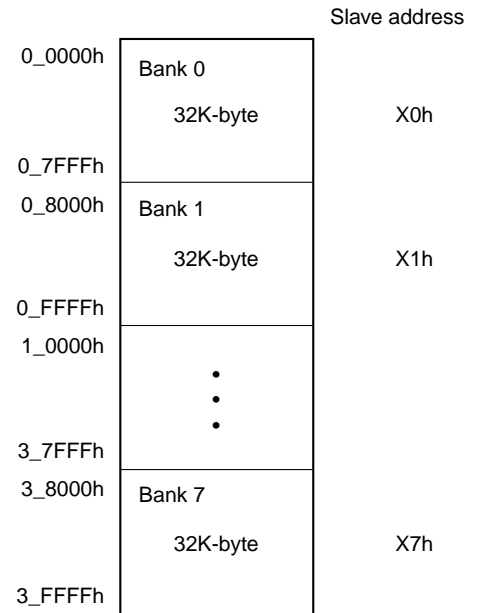 Slave address
0_0000h
Bank 0
32K-byte X0h
0_7FFFh
0_8000h
Bank 1
32K-byte X1h
0_FFFFh
1_0000h
3_7FFFh
3_8000h
Bank 7
32K-byte X7h
3_FFFFh